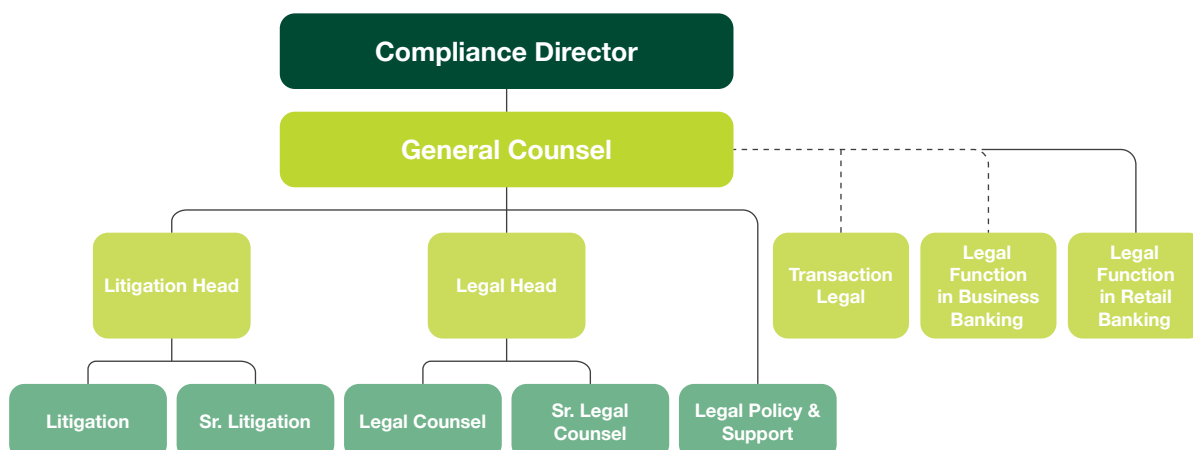 Compliance Director
General Counsel
Litigation Head
Legal Head
Transaction
Legal
Legal
Function
in Business
Banking
Legal
Function
in Retail
Banking
Litigation
Sr. Litigation
Legal Counsel
Sr. Legal
Counsel
Legal Policy &
Support